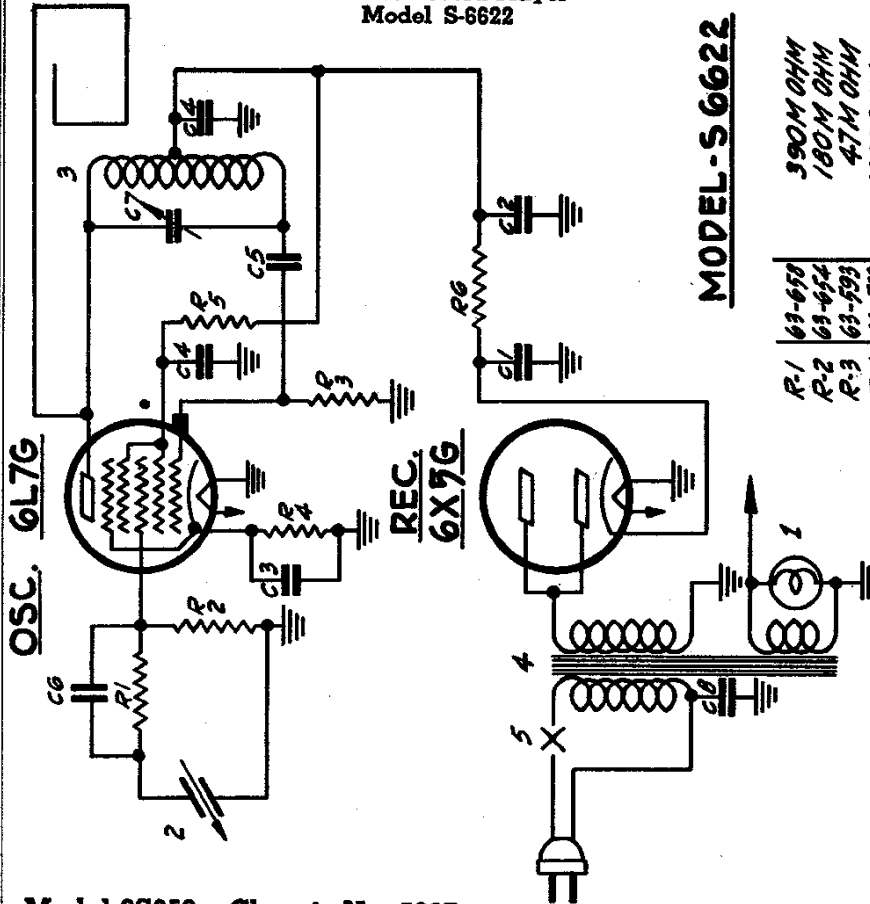 Model S-6622
MODEL-S6622
390M OHM
180M OHM
47M OHM
R-1 63-658
R-2 63-654
R-3 63-593
OSC. 6L7G
REC.
6X5G
3
C4
C7
C5
R5
C4
R3
R4
C3
R2
C6
R1
2
R6
C2
C1
1
4
5
C8